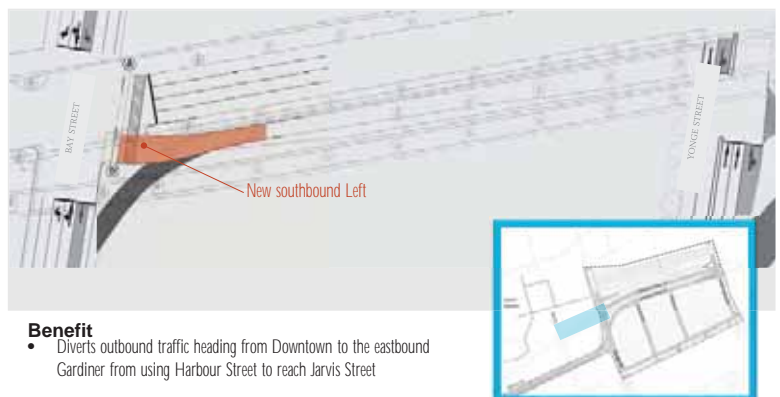 BAY STREET
YONGE STREET
New southbound Left
Benefit
• Diverts outbound traffic heading from Downtown to the eastbound
Gardiner from using Harbour Street to reach Jarvis Street